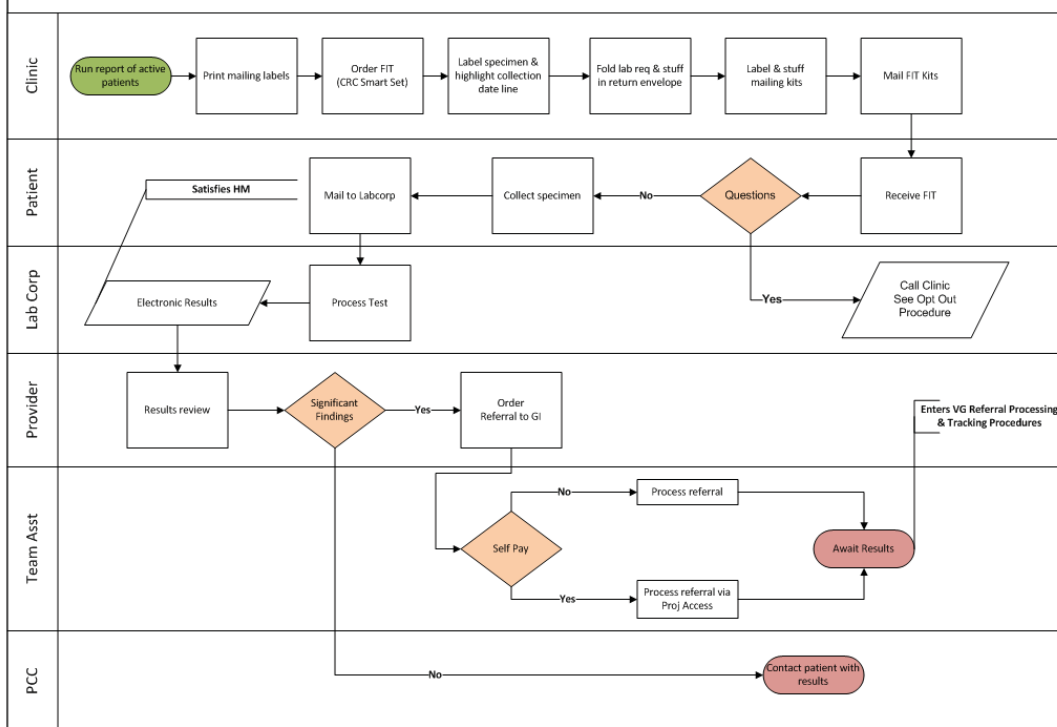 Clinic
Run report of active
patients
Print mailing labels
Order FIT
(CRC Smart Set)
Label specimen &
highlight collection
date line
Fold lab req & stuff
in return envelope
Label & stuff
mailing kits
Mail FIT Kits
Patient
Satisfies HM
Mail to Labcorp
Collect specimen
No
Questions
Receive FIT
Lab Corp
Electronic Results
Process Test
Yes
Call Clinic
See Opt Out
Procedure
Provider
Results review
Significant
Findings
Yes
Order
Referral to GI
Enters VG Referral Processing
& Tracking Procedures
Team Asst
No
Process referral
Self Pay
Await Results
Yes
Process referral via
Proj Access
PCC
No
Contact patient with
results